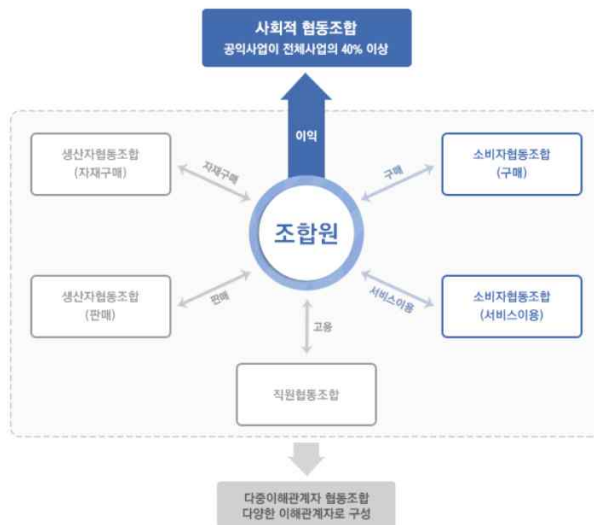 사회적 협동조합
공익사업이 전체사업의 40% 이상
이익
생산자협동조합
(자재구매)
자재구매
구매
소비자협동조합
(구매)
조합원
생산자협동조합
(판매)
판매
서비스이용
소비자협동조합
(서비스이용)
고용
직원협동조합
다중이해관계자 협동조합
다양한 이해관계자로 구성